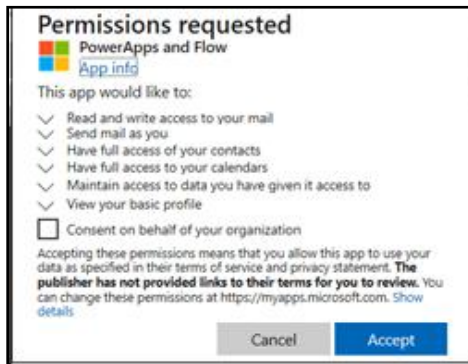 Permissions requested
PowerApps and Flow
App info
This app would like to:
Read and write access to your mail
Send mail as you
Have full access of your contacts
Have full access to your calendars
Maintain access to data you have given it access to
View your basic profile
Consent on behalf of your organization
Accepting these permissions means that you allow this app to use your
data as specified in their terms of service and privacy statement. The
publisher has not provided links to their terms for you to review. You
can change these permissions at https://myapps.microsoft.com. Show
details
Cancel Accept